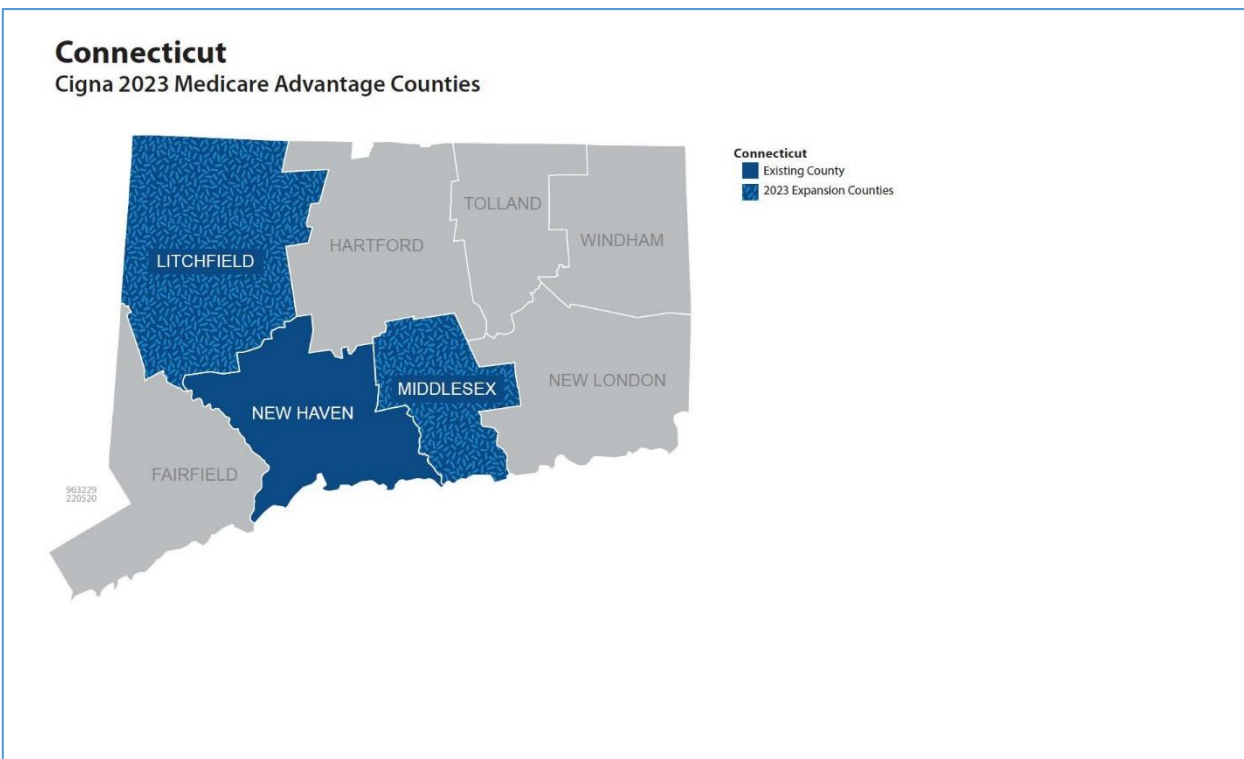 Connecticut
Cigna 2023 Medicare Advantage Counties
Connecticut
Existing County
2023 Expansion Counties
TOLLAND
WINDHAM
HARTFORD
LITCHFIELD
NEW LONDON
MIDDLESEX
NEW HAVEN
FAIRFIELD
963229
220520